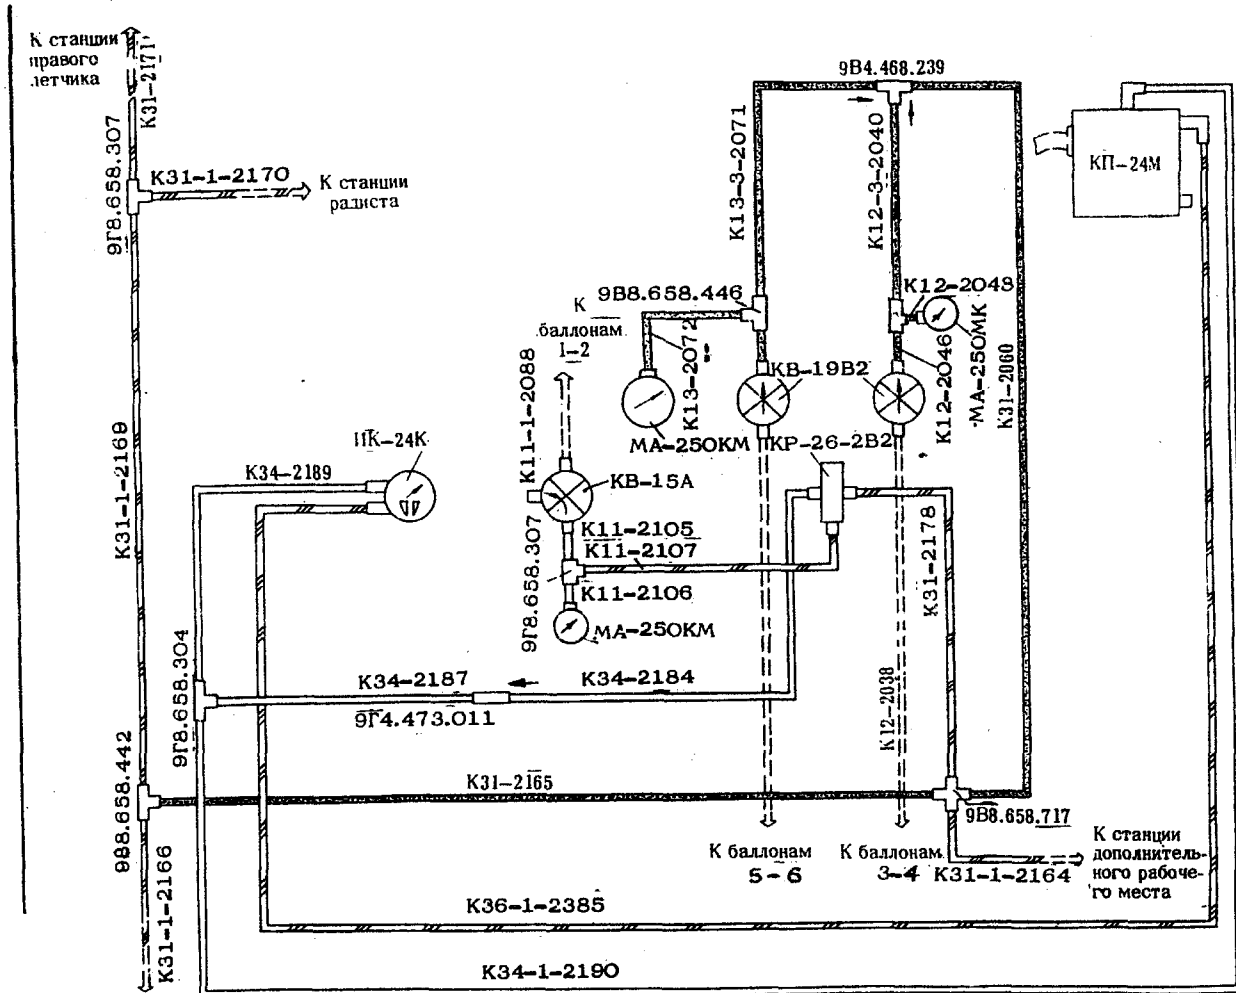 К станции
правого
летчика
К31-2171
9Г8.658.307
К31-1-2170
К станции
радиста
К31-1-2169
9В8.658.442
К31-1-2166
9В4.468.239
К13-3-2071
К12-3-2040
КП-24М
9В8.658.446
К12-2048
МА-250МК
К12-2046
К31-2060
К
баллонам
1-2
К13-2072
К11-1-2088
КВ-19В2
МА-250КМ
КР-26-2В2
ИК-24К
К34-2189
КВ-15А
9Г8.658.307
К11-2105
К11-2107
К11-2106
МА-250КМ
К31-2178
9Г8.658.304
К34-2187
К34-2184
9Г4.473.011
К12-2038
К31-2165
9В8.658.717
К баллонам
5-6
К баллонам
3-4
К31-1-2164
К станции
дополнитель-
ного рабоче-
го места
К36-1-2385
К34-1-2190